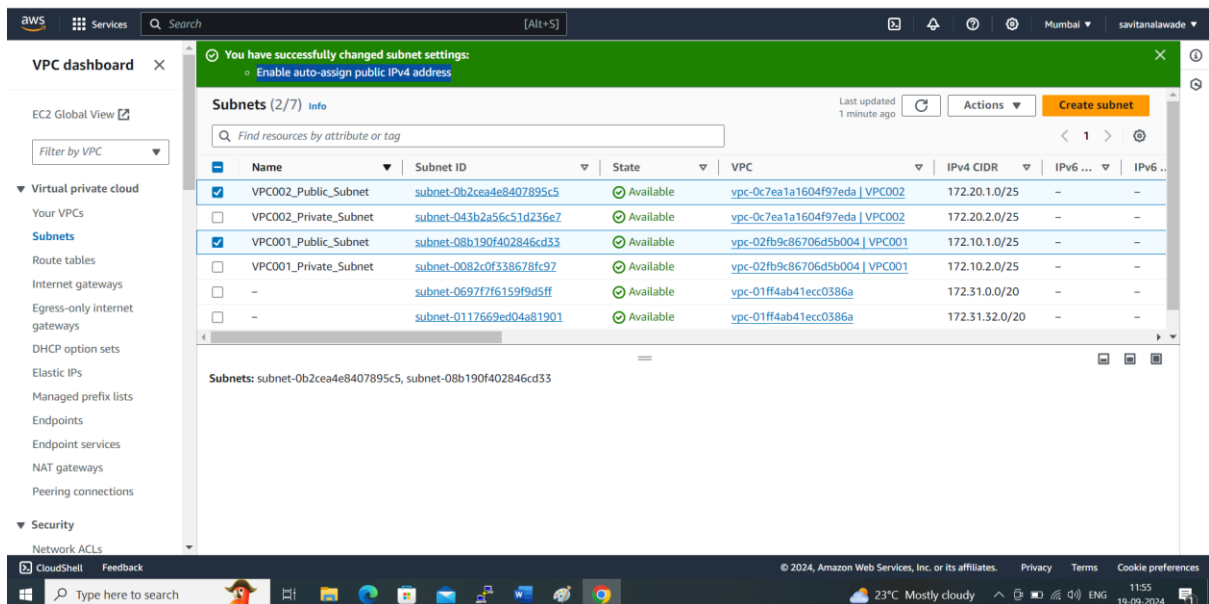 aws Services Search [Alt+S] Mumbai ▼ savitanalawade ▼
VPC dashboard
EC2 Global View
Filter by VPC
Virtual private cloud
Your VPCs
Subnets
Route tables
Internet gateways
Egress-only internet
gateways
DHCP option sets
Elastic IPs
Managed prefix lists
Endpoints
Endpoint services
NAT gateways
Peering connections
Security
Network ACLs
You have successfully changed subnet settings:
Enable auto-assign public IPv4 address
Subnets (2/7) Info
Last updated
1 minute ago
Actions ▼ Create subnet
Find resources by attribute or tag
1
Name Subnet ID State VPC IPv4 CIDR IPv6 ... IPv6 ..
VPC002_Public_Subnet subnet-0b2cea4e8407895c5 Available vpc-0c7ea1a1604f97eda | VPC002 172.20.1.0/25 – –
VPC002_Private_Subnet subnet-043b2a56c51d236e7 Available vpc-0c7ea1a1604f97eda | VPC002 172.20.2.0/25 – –
VPC001_Public_Subnet subnet-08b190f402846cd33 Available vpc-02fb9c86706d5b004 | VPC001 172.10.1.0/25 – –
VPC001_Private_Subnet subnet-0082c0f338678fc97 Available vpc-02fb9c86706d5b004 | VPC001 172.10.2.0/25 – –
– subnet-0697f7f6159f9d5ff Available vpc-01ff4ab41ecc0386a 172.31.0.0/20 – –
– subnet-0117669ed04a81901 Available vpc-01ff4ab41ecc0386a 172.31.32.0/20 – –
Subnets: subnet-0b2cea4e8407895c5, subnet-08b190f402846cd33
CloudShell Feedback © 2024, Amazon Web Services, Inc. or its affiliates. Privacy Terms Cookie preferences
Type here to search 23°C Mostly cloudy ENG 11:55
19-09-2024